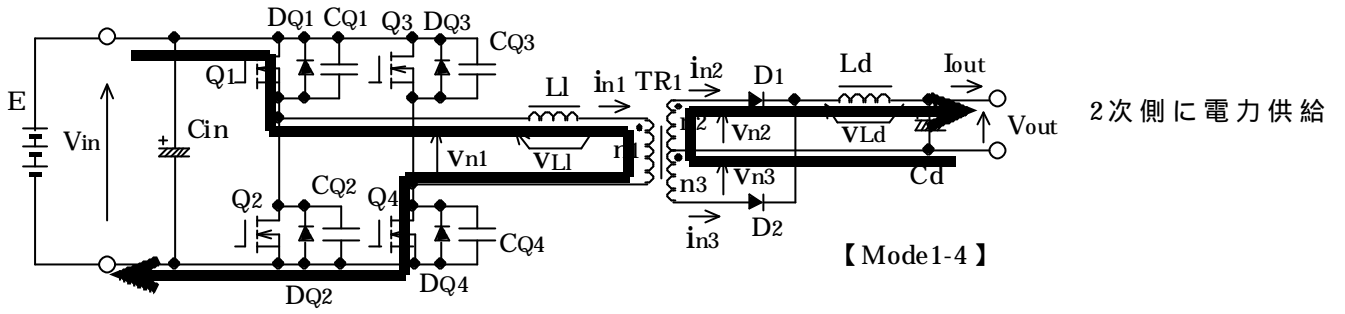 DQ1 CQ1 Q3 DQ3
CQ3
Q1
E
Vin
Cin
+
Ll
in1
TR1
in2
D1
Ld
Iout
2次側に電力供給
n1
n2
Vn1
VLl
Vn2
VLd
Vout
Vn3
n3
Cd
Q2
CQ2
Q4
in3
D2
CQ4
DQ2
DQ4
【Mode1-4】